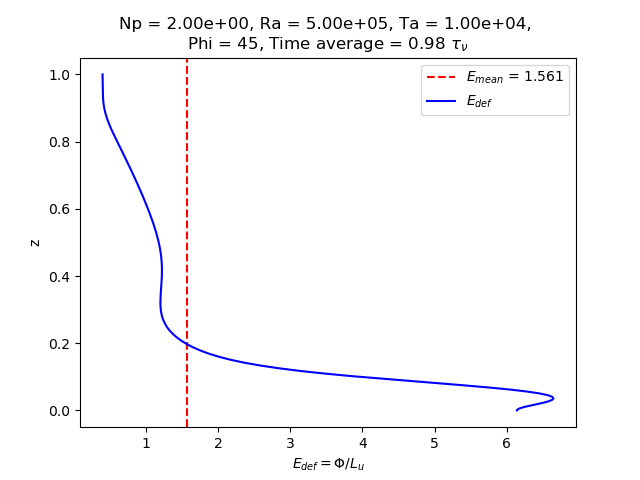 Np = 2.00e+00, Ra = 5.00e+05, Ta = 1.00e+04,
Phi = 45, Time average = 0.98 τ_ν
E_mean = 1.561
E_def
1.0
0.8
0.6
0.4
0.2
0.0
z
1 2 3 4 5 6
E_def = Φ/L_u